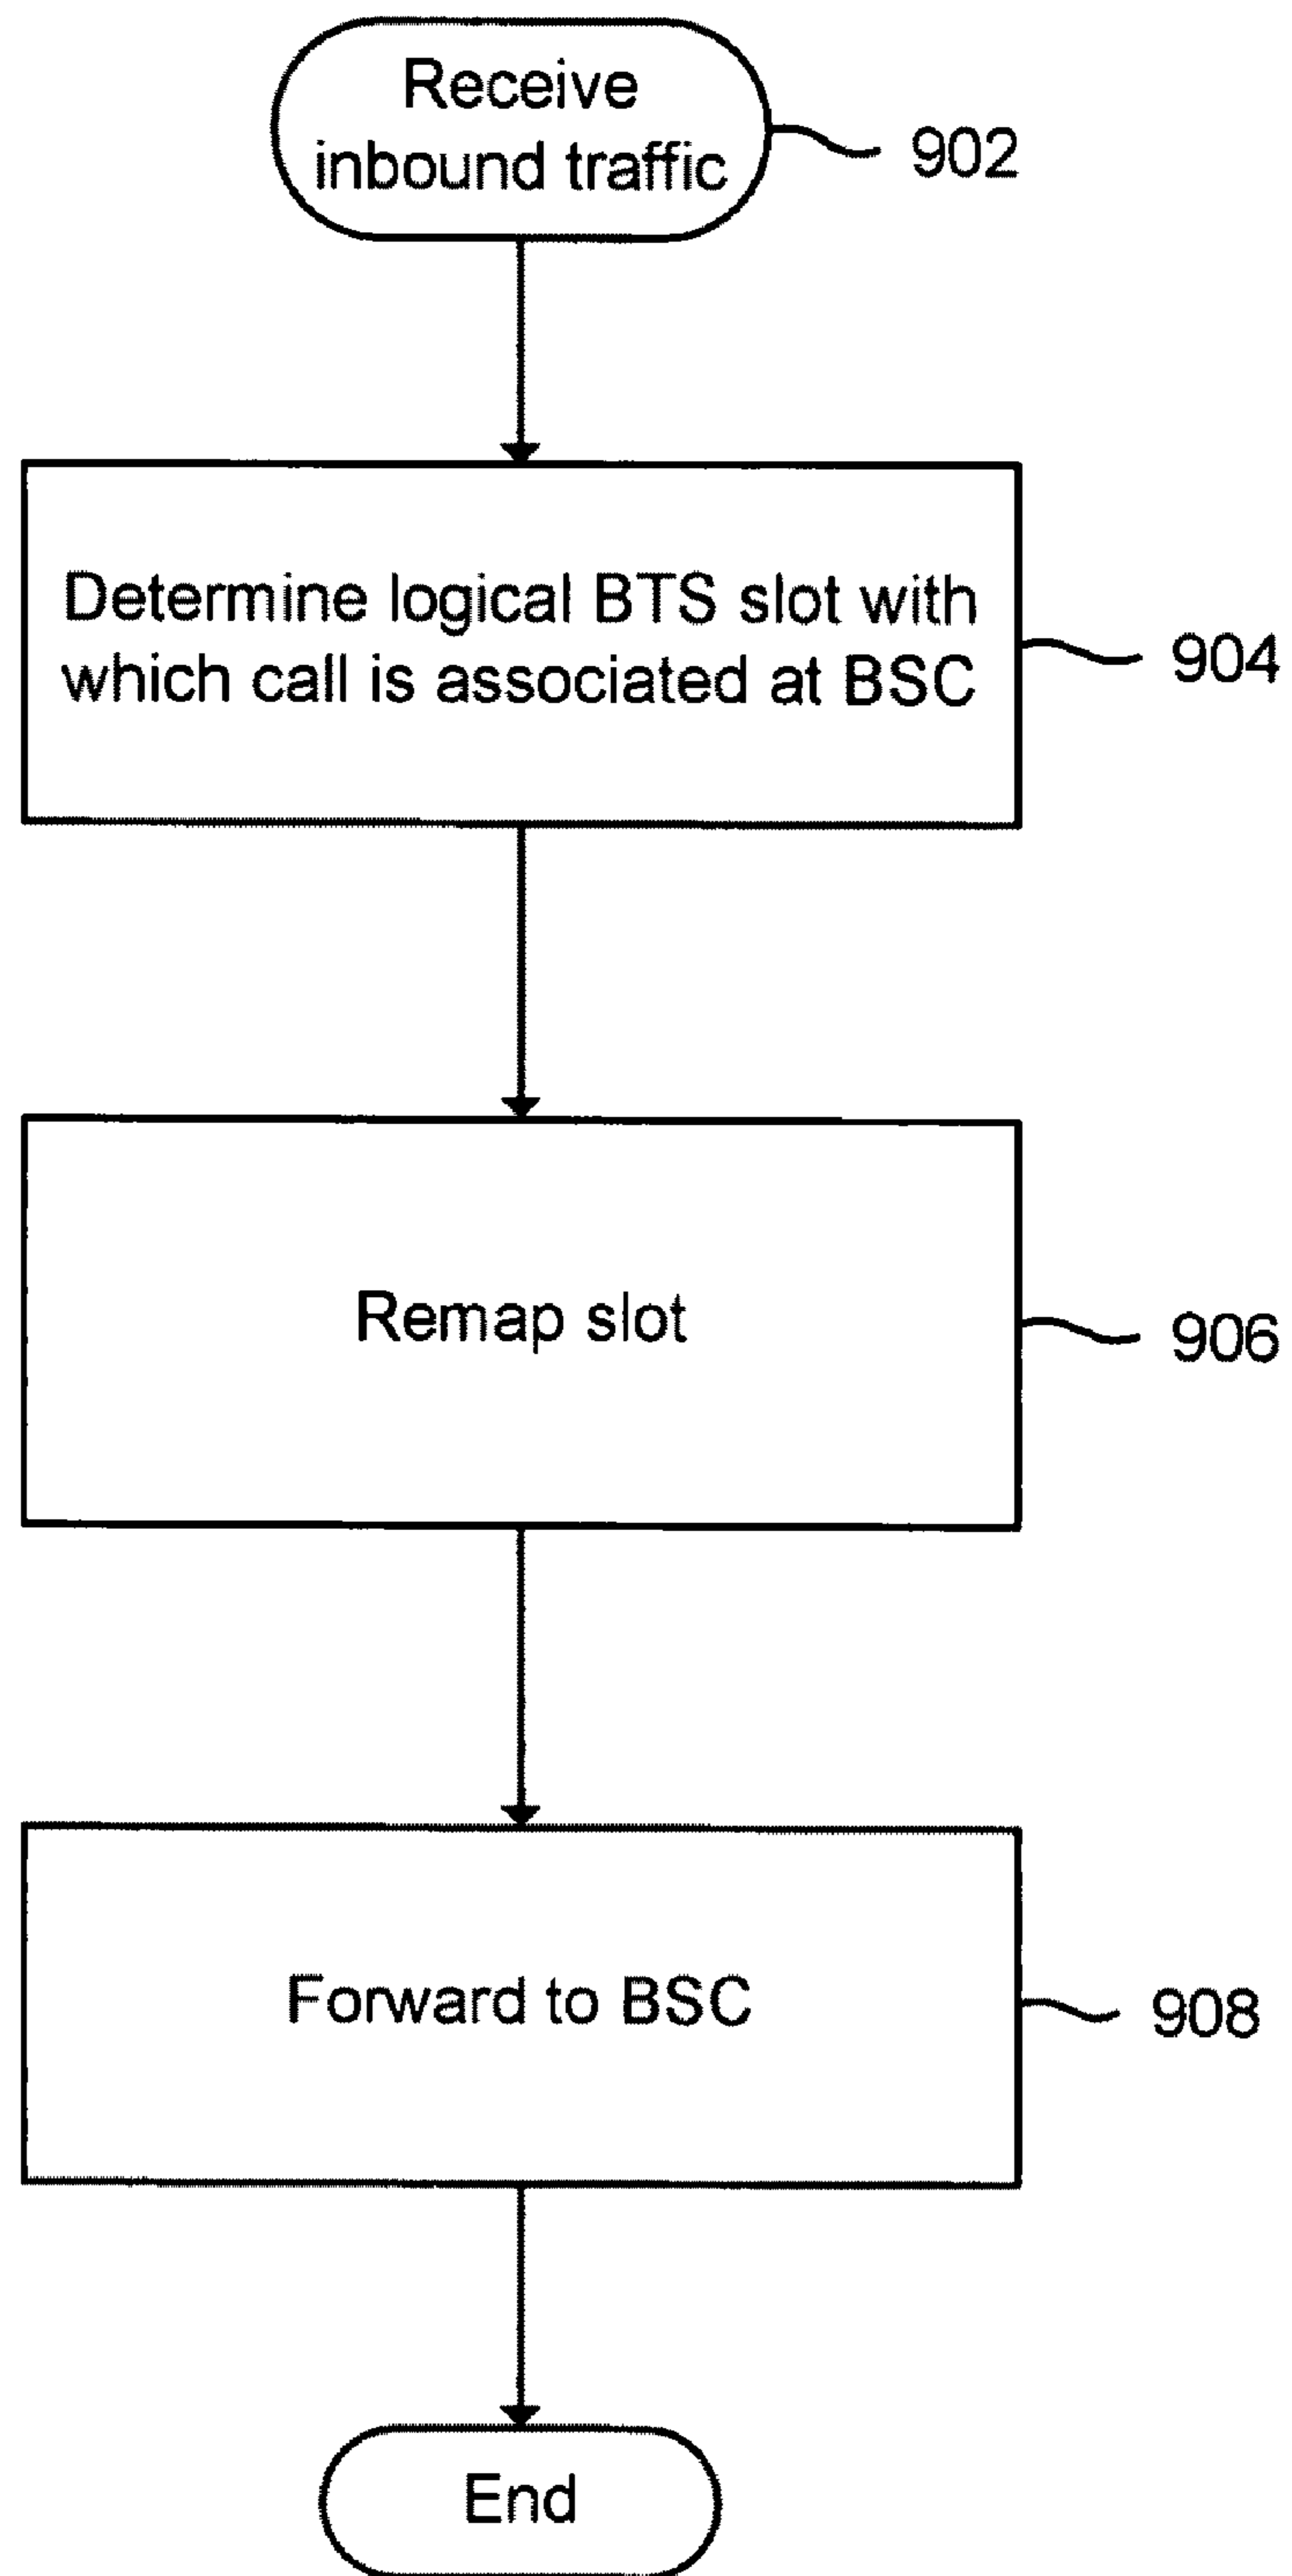 Receive
inbound traffic
902
Determine logical BTS slot with
which call is associated at BSC
904
Remap slot
906
Forward to BSC
908
End